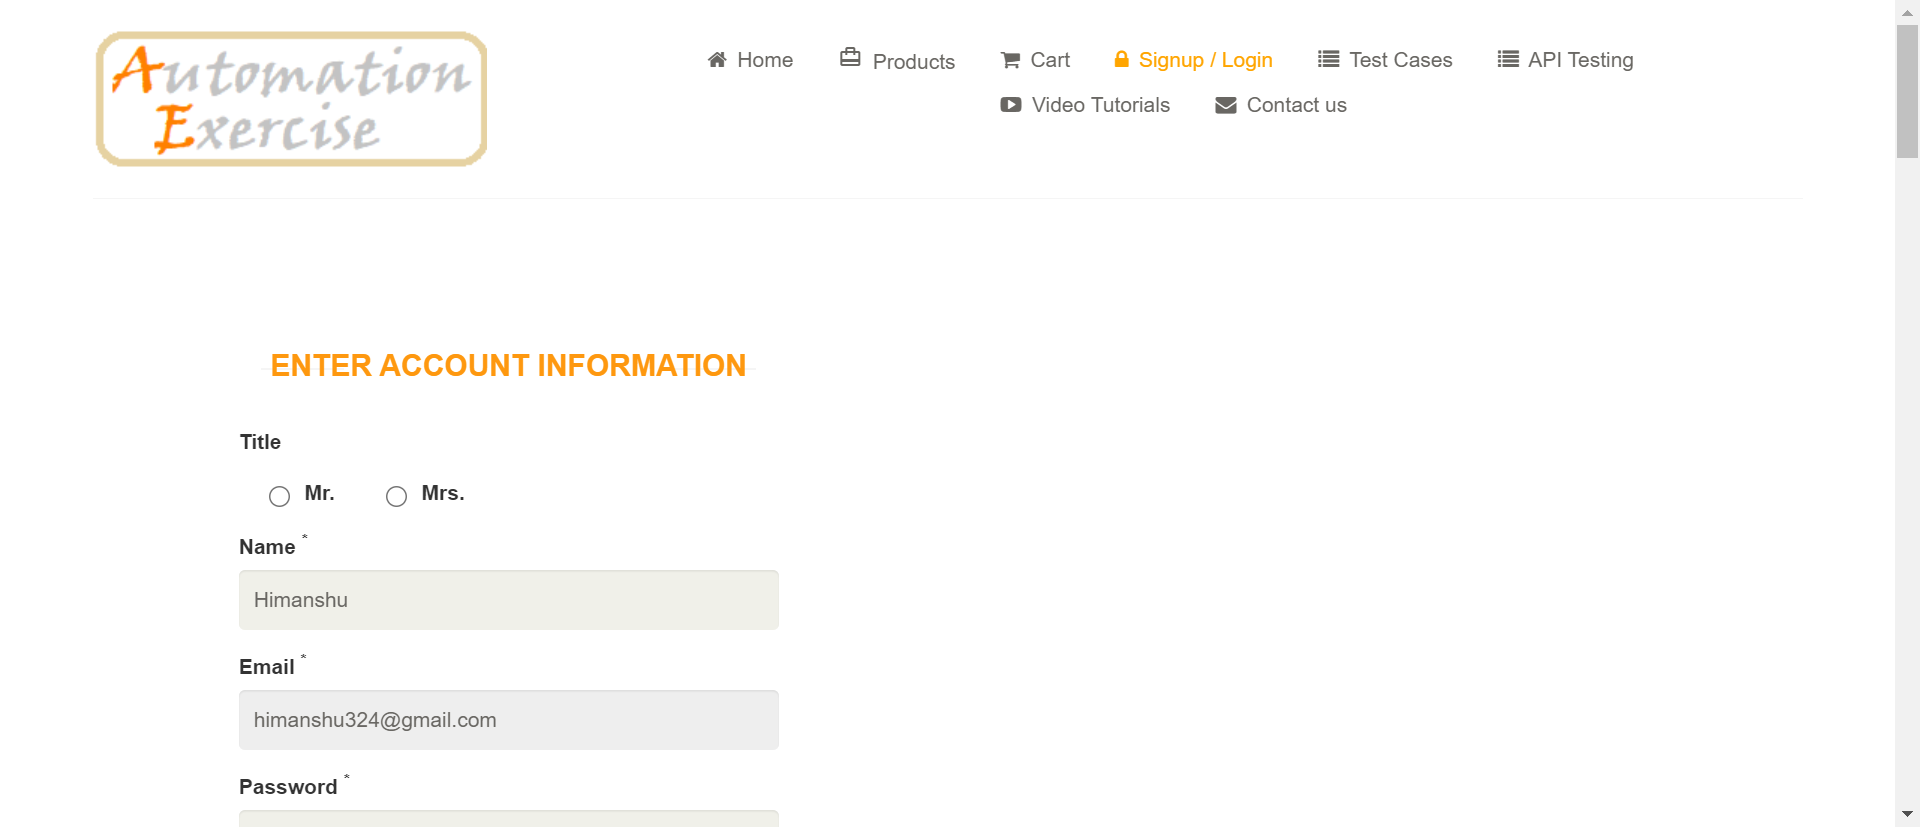 Automation
Exercise
Home Products Cart Signup / Login Test Cases API Testing
Video Tutorials Contact us
ENTER ACCOUNT INFORMATION
Title
Mr. Mrs.
Name *
Himanshu
Email *
himanshu324@gmail.com
Password *